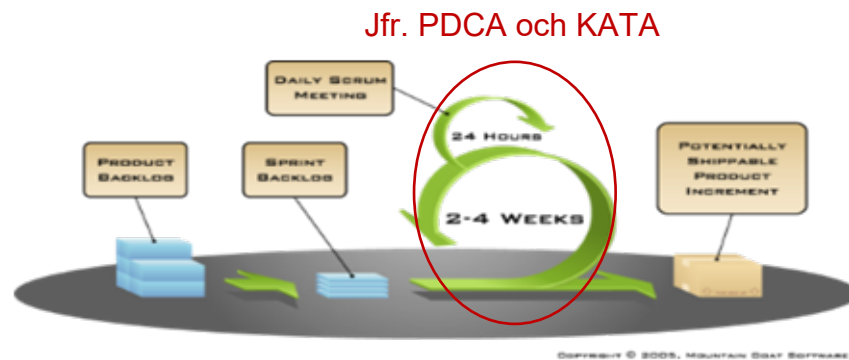 Jfr. PDCA och KATA
DAILY SCRUM
MEETING
24 HOURS
PRODUCT
BACKLOG
SPRINT
BACKLOG
POTENTIALLY
SHIPPABLE
PRODUCT
INCREMENT
2-4 WEEKS
COPYRIGHT © 2005, MOUNTAIN GOAT SOFTWARE